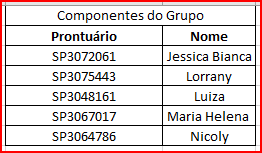 Componentes do Grupo
Prontuário Nome
SP3072061 Jessica Bianca
SP3075443 Lorrany
SP3048161 Luiza
SP3067017 Maria Helena
SP3064786 Nicoly